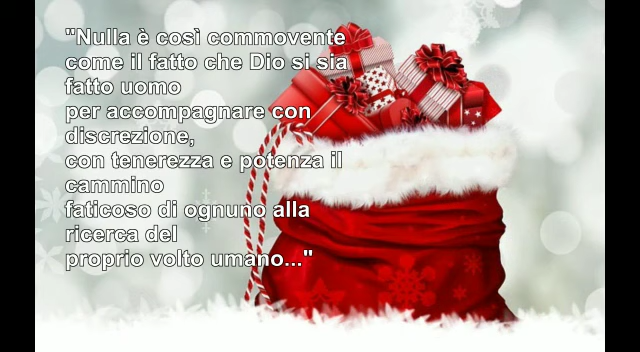 "Nulla è così commovente
come il fatto che Dio si sia
fatto uomo
per accompagnare con
discrezione,
con tenerezza e potenza il
cammino
faticoso di ognuno alla
ricerca del
proprio volto umano..."